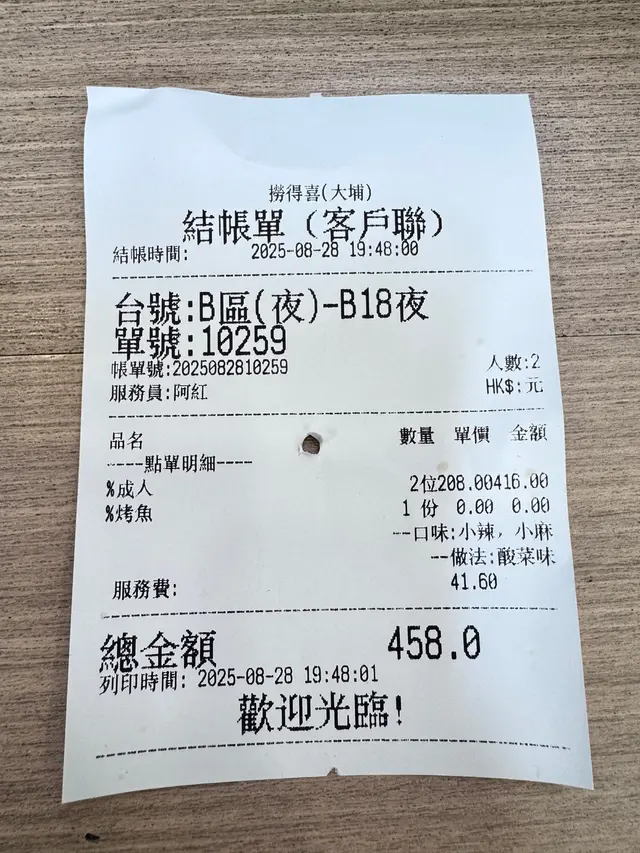 撈得喜(大埔)
結帳單（客戶聯）
結帳時間: 2025-08-28 19:48:00
台號:B區(夜)-B18夜
單號:10259
帳單號:2025082810259 人數:2
服務員:阿紅 HK$:元
品名 數量 單價 金額
----點單明細----
%成人 2位208.00416.00
%烤魚 1 份 0.00 0.00
--口味:小辣，小麻
--做法:酸菜味
服務費: 41.60
總金額 458.0
列印時間: 2025-08-28 19:48:01
歡迎光臨!